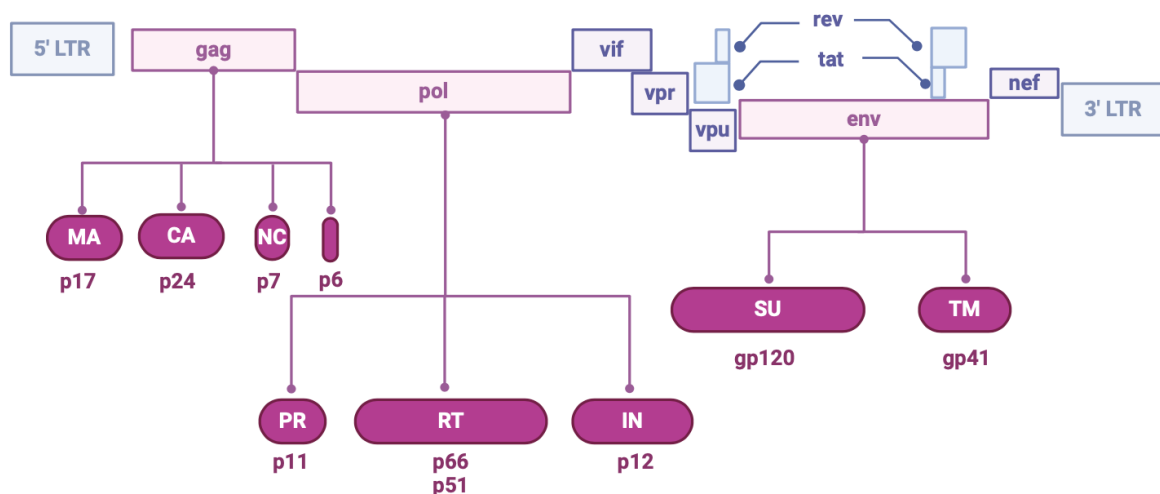 5' LTR
gag
pol
vif
vpr
vpu
rev
tat
env
nef
3' LTR
MA
CA
NC
p17
p24
p7
p6
SU
TM
gp120
gp41
PR
RT
IN
p11
p66
p12
p51